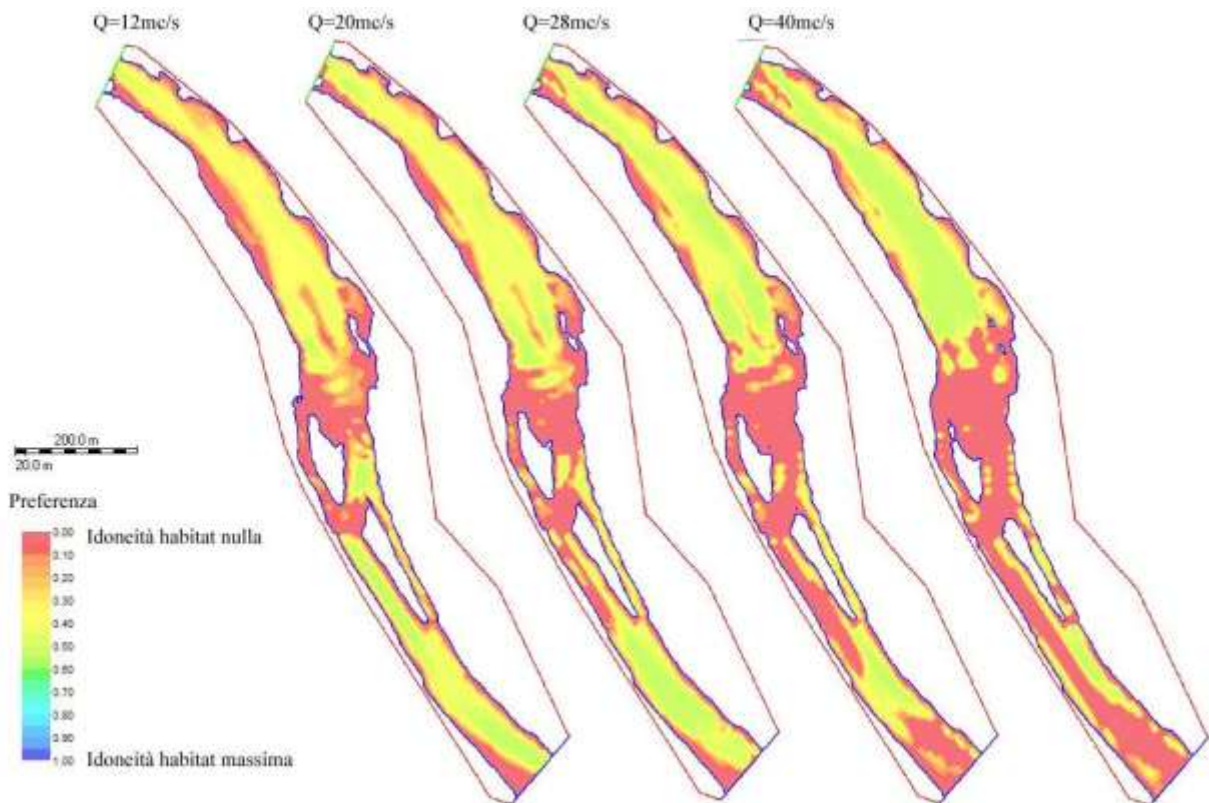 Q=12mc/s
Q=20mc/s
Q=28mc/s
Q=40mc/s
200.0 m
20.0 m
Preferenza
0.00 Idoneità habitat nulla
0.10
0.20
0.30
0.40
0.50
0.60
0.70
0.80
0.90
1.00 Idoneità habitat massima